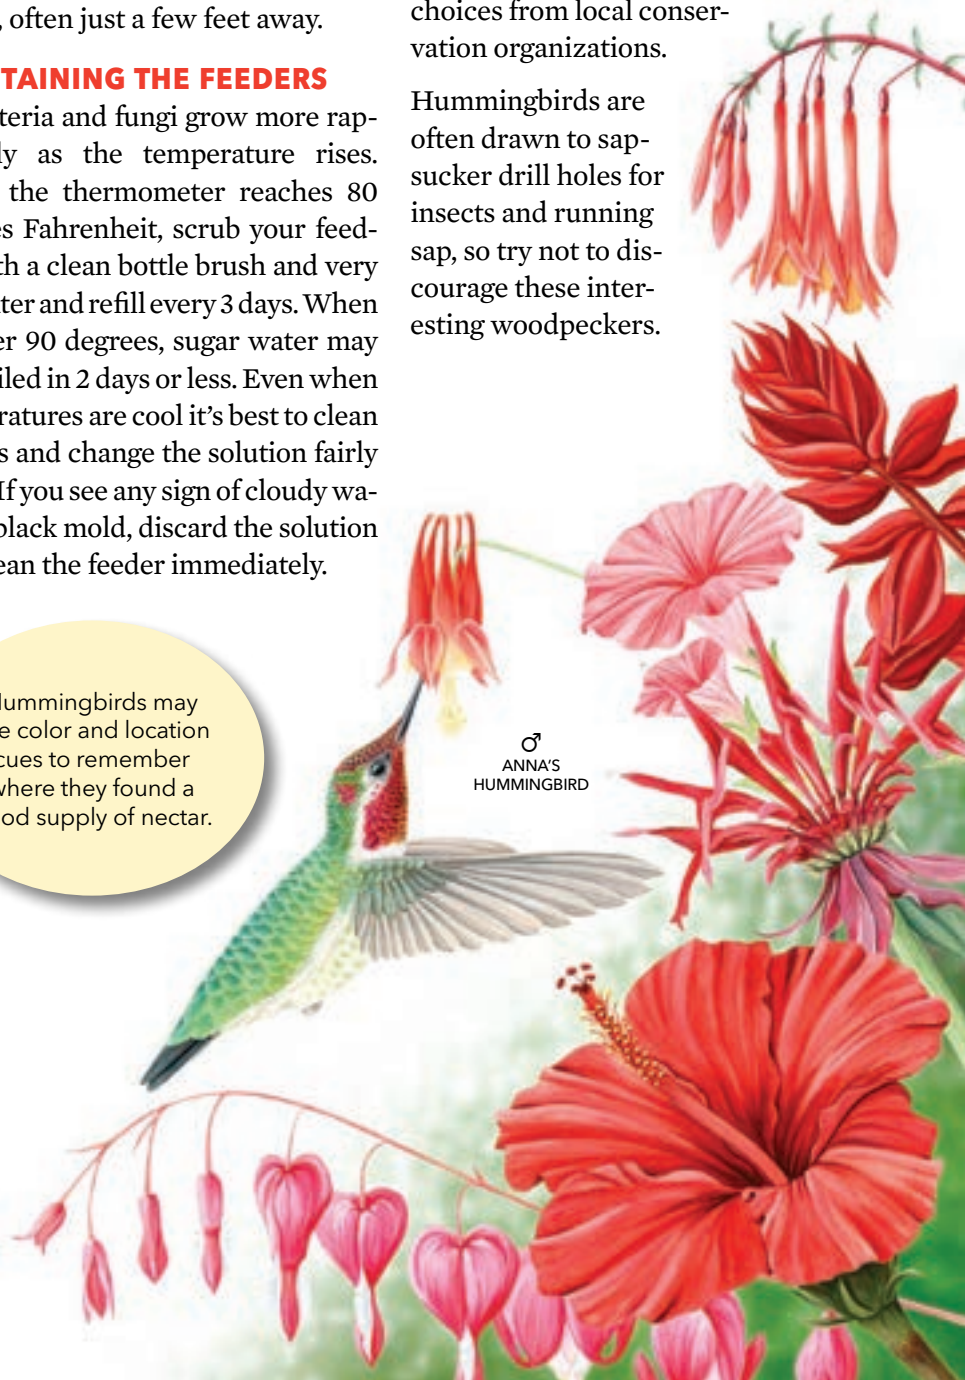 , often just a few feet away.
TAINING THE FEEDERS
teria and fungi grow more rap-
ly as the temperature rises.
the thermometer reaches 80
es Fahrenheit, scrub your feed-
th a clean bottle brush and very
ter and refill every 3 days. When
er 90 degrees, sugar water may
iled in 2 days or less. Even when
ratures are cool it’s best to clean
s and change the solution fairly
If you see any sign of cloudy wa-
black mold, discard the solution
ean the feeder immediately.
Hummingbirds may
e color and location
cues to remember
where they found a
od supply of nectar.
choices from local conser-
vation organizations.
Hummingbirds are
often drawn to sap-
sucker drill holes for
insects and running
sap, so try not to dis-
courage these inter-
esting woodpeckers.
♂
ANNA’S
HUMMINGBIRD